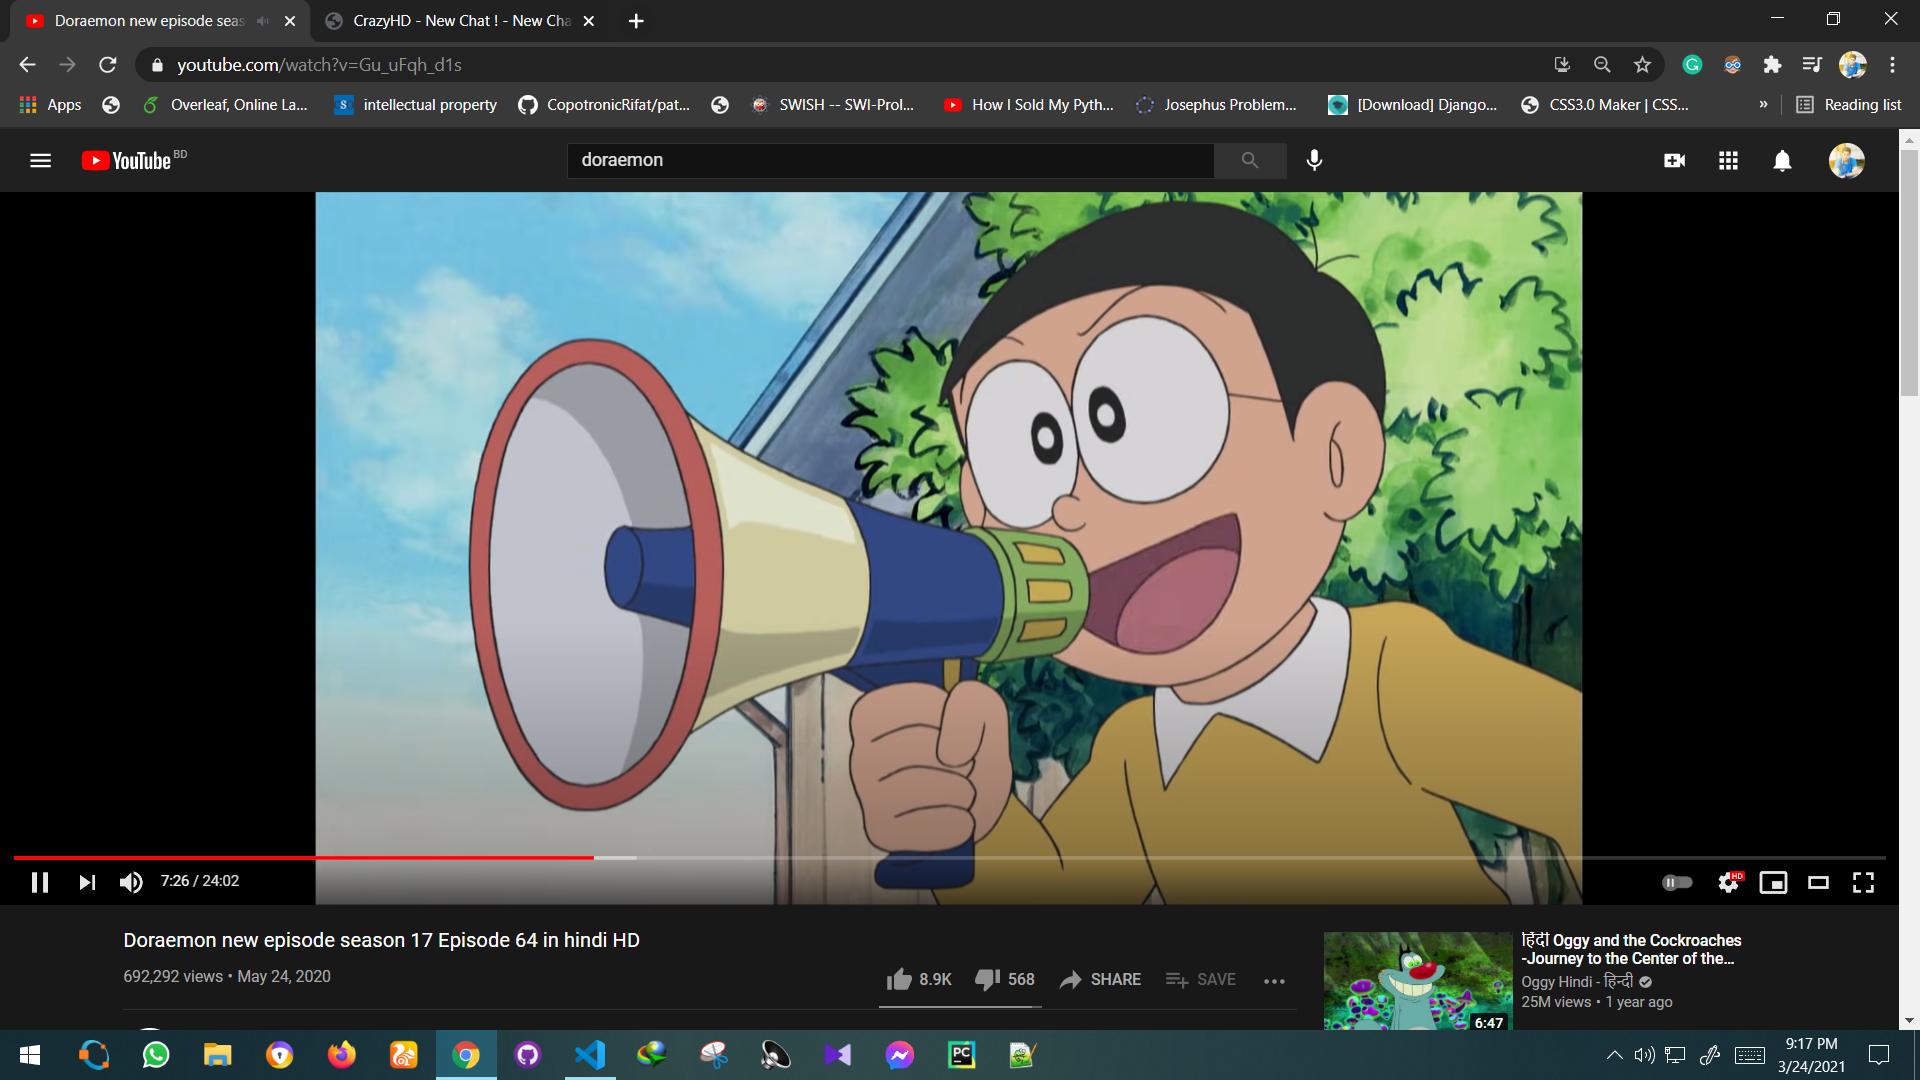 Doraemon new episode seas
CrazyHD - New Chat ! - New Cha
youtube.com/watch?v=Gu_uFqh_d1s
Apps
Overleaf, Online La...
intellectual property
CopotronicRifat/pat...
SWISH -- SWI-Prol...
How I Sold My Pyth...
Josephus Problem...
[Download] Django...
CSS3.0 Maker | CSS...
»
Reading list
YouTube BD
doraemon
7:26 / 24:02
HD
Doraemon new episode season 17 Episode 64 in hindi HD
692,292 views • May 24, 2020
8.9K
568
SHARE
SAVE
हिंदी Oggy and the Cockroaches
-Journey to the Center of the...
Oggy Hindi - हिन्दी
25M views • 1 year ago
6:47
PC
9:17 PM
3/24/2021